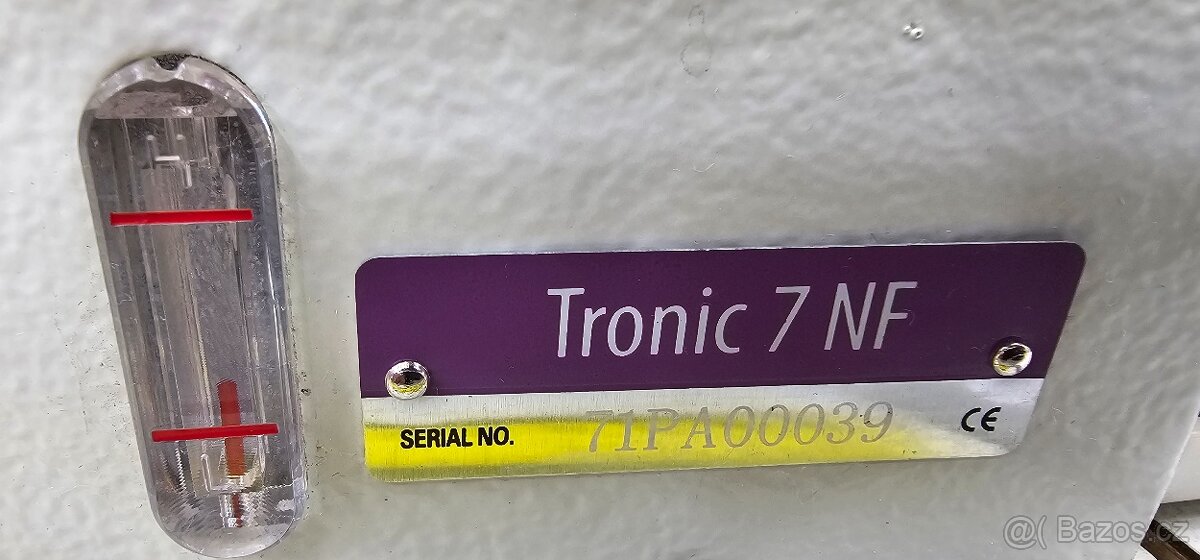 Tronic 7 NF
SERIAL NO. 71PA00039 CE
@( Bazos.cz